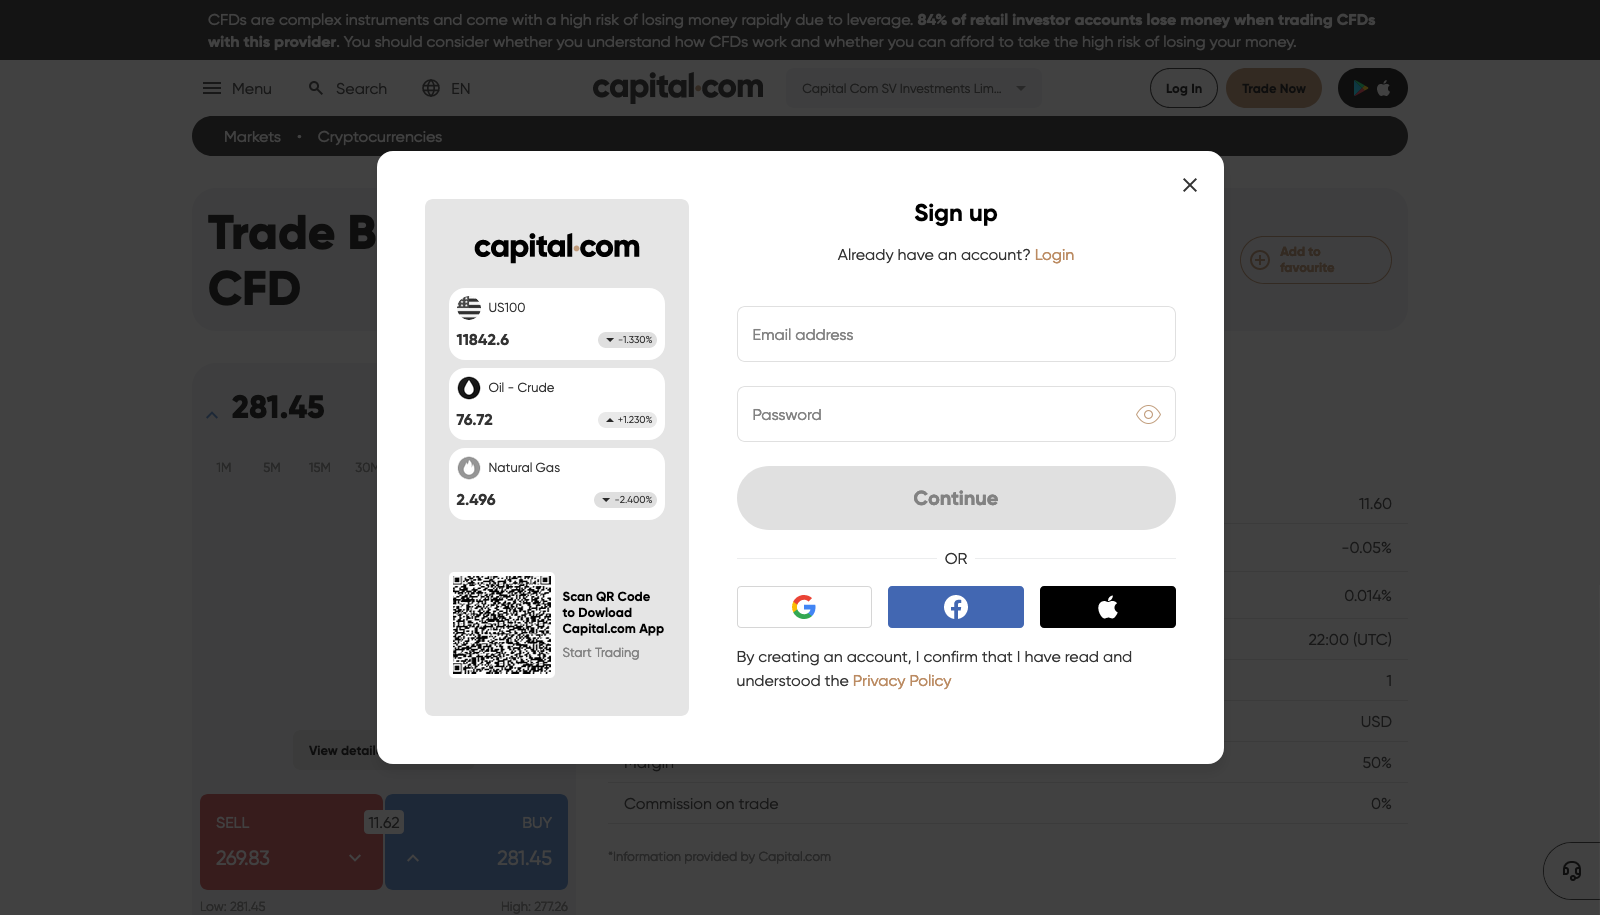 CFDs are complex instruments and come with a high risk of losing money rapidly due to leverage. 84% of retail investor accounts lose money when trading CFDs
with this provider. You should consider whether you understand how CFDs work and whether you can afford to take the high risk of losing your money.
Menu
Search
EN
capital.com
Capital Com SV Investments Lim...
Log In
Trade Now
Markets • Cryptocurrencies
Trade B
CFD
Add to
favourite
281.45
1M
5M
15M
30M
11.60
-0.05%
0.014%
22:00 (UTC)
1
USD
Margin
50%
Commission on trade
0%
*Information provided by Capital.com
View detail
SELL
269.83
11.62
BUY
281.45
Low: 281.45
High: 277.26
capital.com
US100
11842.6
-1.330%
Oil - Crude
76.72
+1.230%
Natural Gas
2.496
-2.400%
Scan QR Code
to Dowload
Capital.com App
Start Trading
Sign up
Already have an account? Login
Email address
Password
Continue
OR
By creating an account, I confirm that I have read and
understood the Privacy Policy